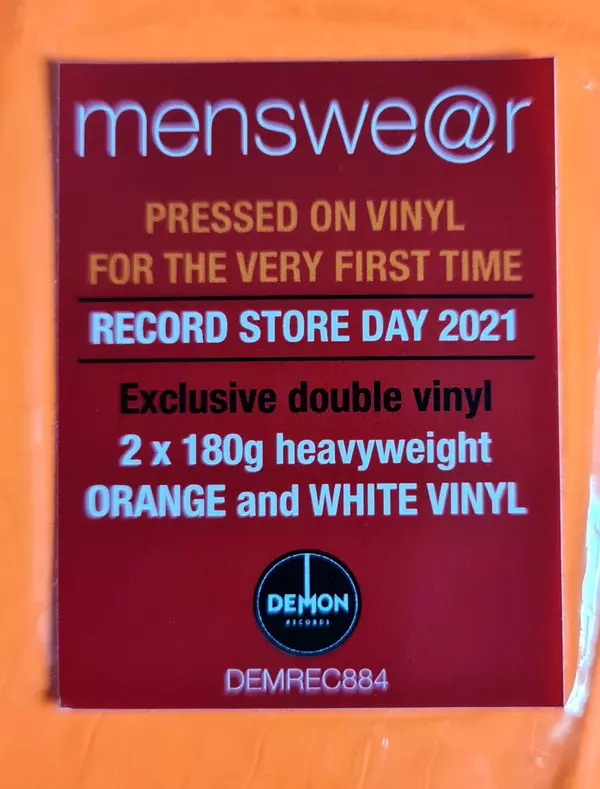 menswe@r
PRESSED ON VINYL
FOR THE VERY FIRST TIME
RECORD STORE DAY 2021
Exclusive double vinyl
2 x 180g heavyweight
ORANGE and WHITE VINYL
DEMON
RECORDS
DEMREC884